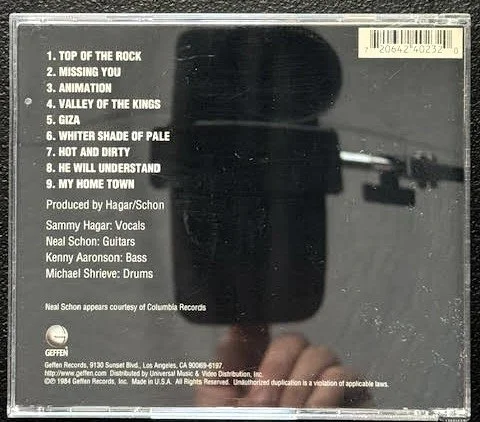 1. TOP OF THE ROCK
2. MISSING YOU
3. ANIMATION
4. VALLEY OF THE KINGS
5. GIZA
6. WHITER SHADE OF PALE
7. HOT AND DIRTY
8. HE WILL UNDERSTAND
9. MY HOME TOWN
Produced by Hagar/Schon
Sammy Hagar: Vocals
Neal Schon: Guitars
Kenny Aaronson: Bass
Michael Shrieve: Drums
Neal Schon appears courtesy of Columbia Records
GEFFEN
Geffen Records, 9130 Sunset Blvd., Los Angeles, CA 90069-6197
http://www.geffen.com Distributed by Universal Music & Video Distribution, Inc.
©℗ 1984 Geffen Records, Inc. Made in U.S.A. All Rights Reserved. Unauthorized duplication is a violation of applicable laws.
7 20642 40232 0